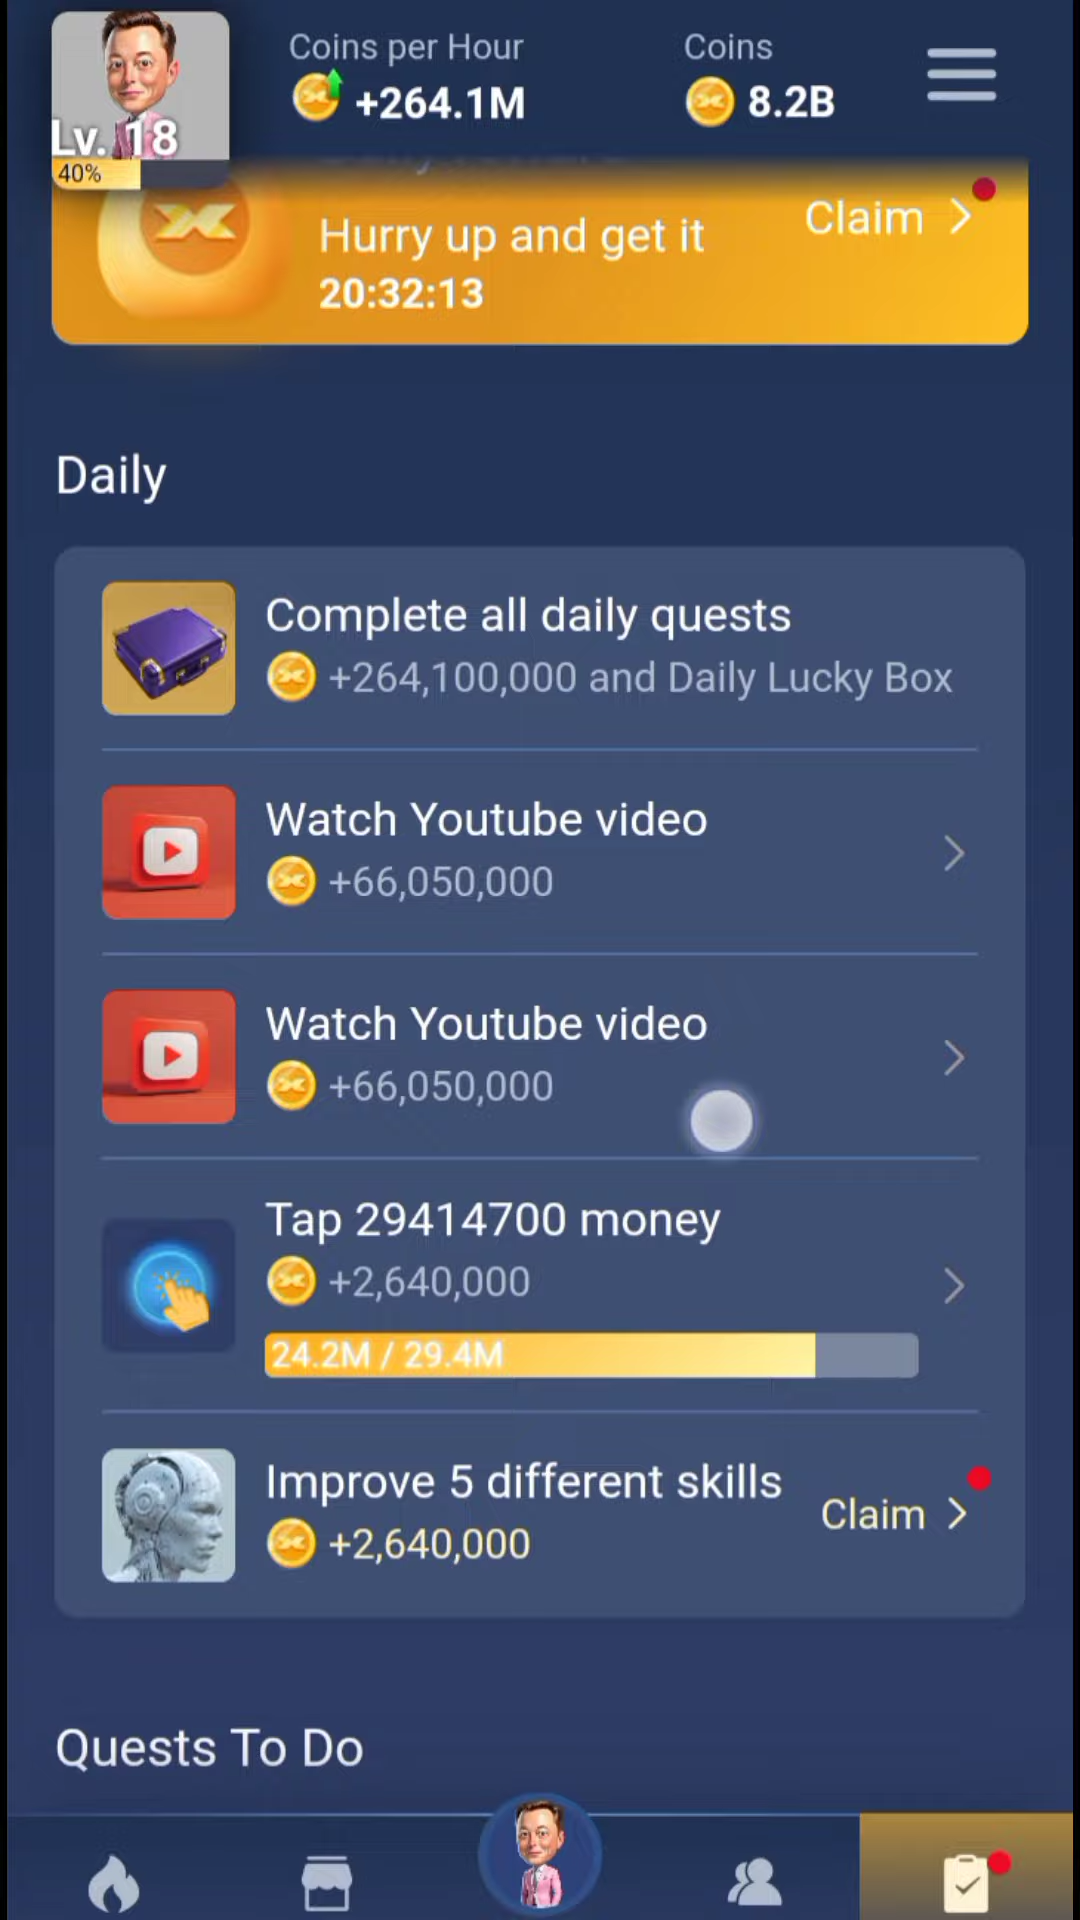 Coins per Hour
+264.1M
Coins
8.2B
Lv. 18
40%
Hurry up and get it
20:32:13
Claim
Daily
Complete all daily quests
+264,100,000 and Daily Lucky Box
Watch Youtube video
+66,050,000
Watch Youtube video
+66,050,000
Tap 29414700 money
+2,640,000
24.2M / 29.4M
Improve 5 different skills
+2,640,000
Claim
Quests To Do